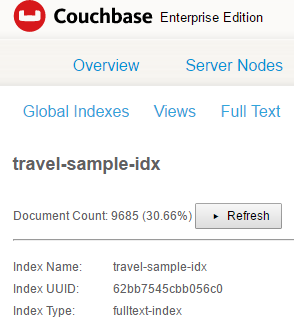 Couchbase Enterprise Edition
Overview Server Nodes
Global Indexes Views Full Text
travel-sample-idx
Document Count: 9685 (30.66%) Refresh
Index Name: travel-sample-idx
Index UUID: 62bb7545cbb056c0
Index Type: fulltext-index